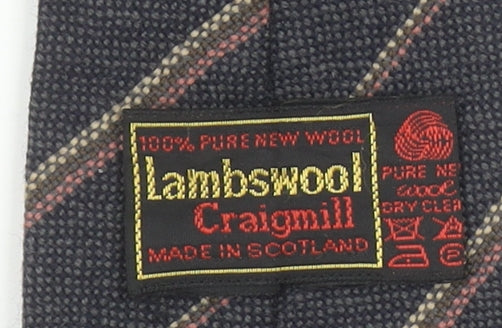 100% PURE NEW WOOL
Lambswool
Craigmill
MADE IN SCOTLAND
PURE NE
wool
DRY CLEA
P